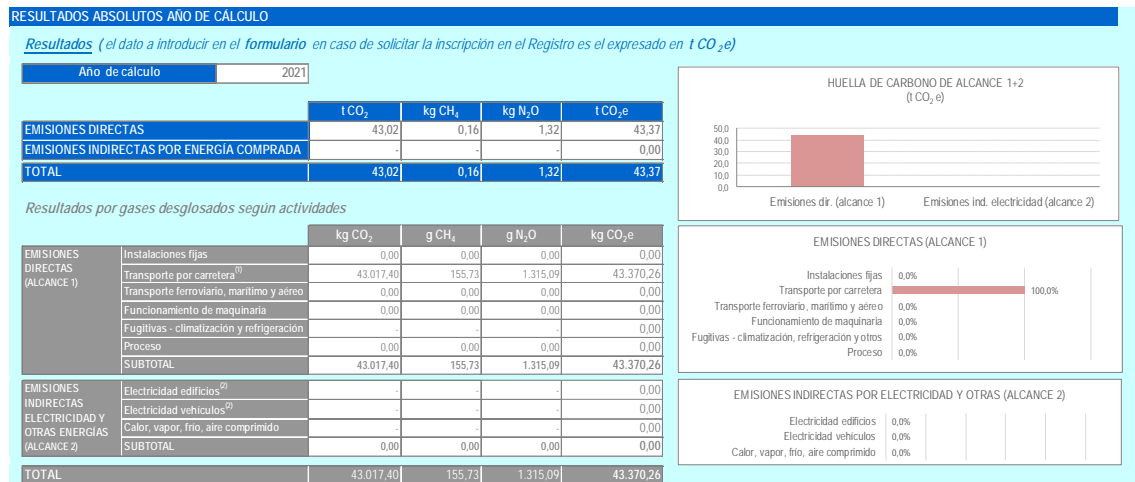 RESULTADOS ABSOLUTOS AÑO DE CÁLCULO
Resultados ( el dato a introducir en el formulario en caso de solicitar la inscripción en el Registro es el expresado en t CO₂e)
Año de cálculo 2021
t CO₂ kg CH₄ kg N₂O t CO₂e
EMISIONES DIRECTAS 43,02 0,16 1,32 43,37
EMISIONES INDIRECTAS POR ENERGÍA COMPRADA - - - 0,00
TOTAL 43,02 0,16 1,32 43,37
Resultados por gases desglosados según actividades
kg CO₂ g CH₄ g N₂O kg CO₂e
EMISIONES DIRECTAS (ALCANCE 1)
Instalaciones fijas 0,00 0,00 0,00 0,00
Transporte por carretera⁽¹⁾ 43.017,40 155,73 1.315,09 43.370,26
Transporte ferroviario, marítimo y aéreo 0,00 0,00 0,00 0,00
Funcionamiento de maquinaria 0,00 0,00 0,00 0,00
Fugitivas - climatización y refrigeración - - - 0,00
Proceso 0,00 0,00 0,00 0,00
SUBTOTAL 43.017,40 155,73 1.315,09 43.370,26
EMISIONES INDIRECTAS ELECTRICIDAD Y OTRAS ENERGÍAS (ALCANCE 2)
Electricidad edificios⁽²⁾ - - - 0,00
Electricidad vehículos⁽²⁾ - - - 0,00
Calor, vapor, frío, aire comprimido - - - 0,00
SUBTOTAL 0,00 0,00 0,00 0,00
TOTAL 43.017,40 155,73 1.315,09 43.370,26
HUELLA DE CARBONO DE ALCANCE 1+2
(t CO₂ e)
50,0
40,0
30,0
20,0
10,0
0,0
Emisiones dir. (alcance 1) Emisiones ind. electricidad (alcance 2)
EMISIONES DIRECTAS (ALCANCE 1)
Instalaciones fijas 0,0%
Transporte por carretera 100,0%
Transporte ferroviario, marítimo y aéreo 0,0%
Funcionamiento de maquinaria 0,0%
Fugitivas - climatización, refrigeración y otros 0,0%
Proceso 0,0%
EMISIONES INDIRECTAS POR ELECTRICIDAD Y OTRAS (ALCANCE 2)
Electricidad edificios 0,0%
Electricidad vehículos 0,0%
Calor, vapor, frío, aire comprimido 0,0%